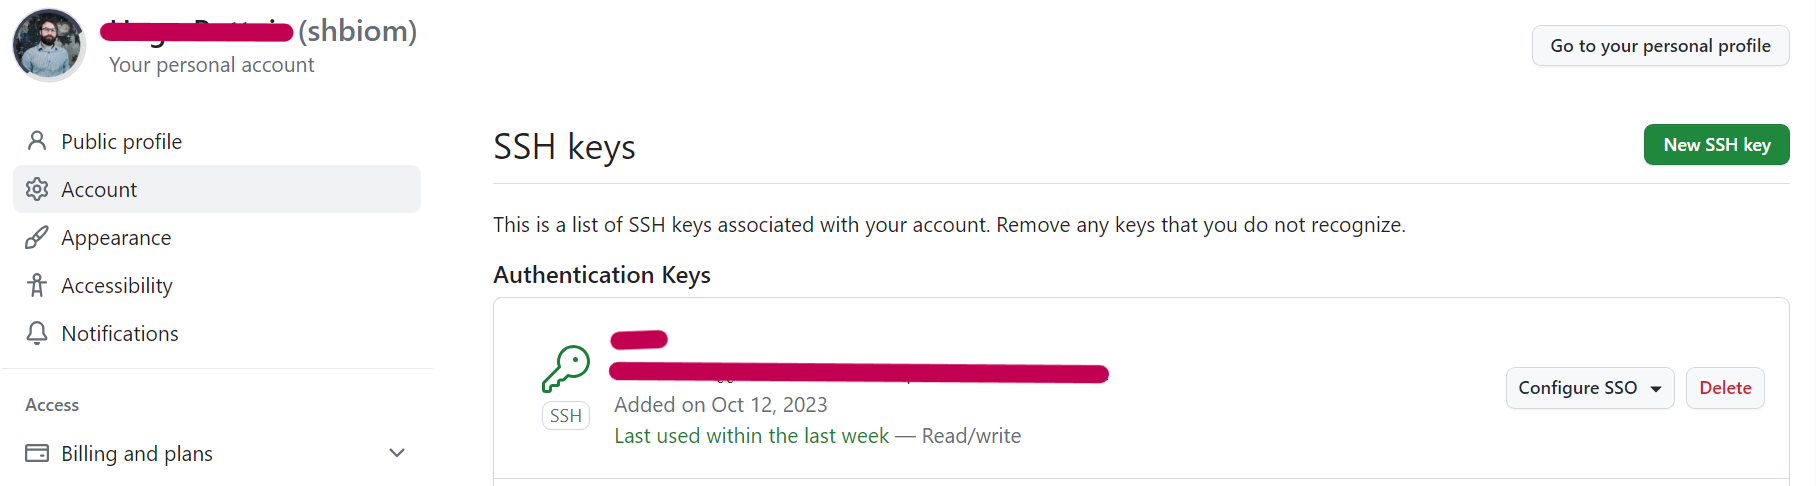 (shbiom)
Your personal account
Go to your personal profile
Public profile
Account
Appearance
Accessibility
Notifications
Access
Billing and plans
SSH keys
New SSH key
This is a list of SSH keys associated with your account. Remove any keys that you do not recognize.
Authentication Keys
SSH
Added on Oct 12, 2023
Last used within the last week — Read/write
Configure SSO
Delete